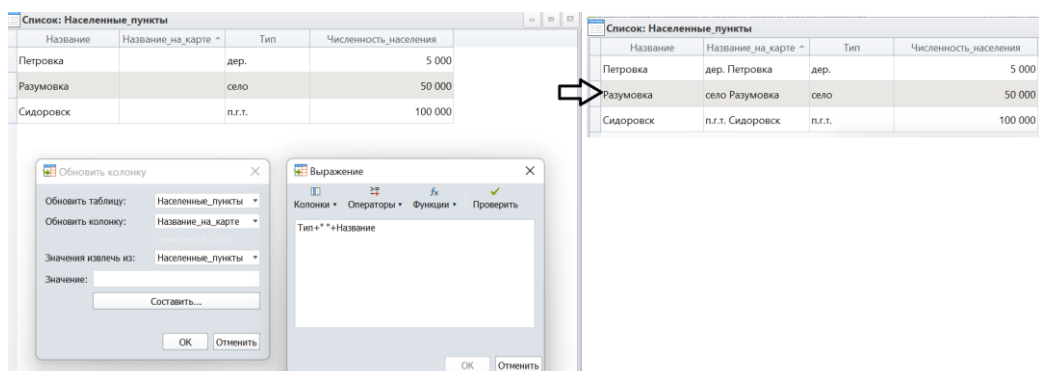 Список: Населенные_пункты
Название Название_на_карте Тип Численность_населения
Петровка дер. 5 000
Разумовка село 50 000
Сидоровск п.г.т. 100 000
Обновить колонку
Обновить таблицу: Населенные_пункты
Обновить колонку: Название_на_карте
Значения извлечь из: Населенные_пункты
Значение:
Составить...
OK Отменить
Выражение
Колонки Операторы Функции Проверить
Тип+" "+Название
OK Отменить
Список: Населенные_пункты
Название Название_на_карте Тип Численность_населения
Петровка дер. Петровка дер. 5 000
Разумовка село Разумовка село 50 000
Сидоровск п.г.т. Сидоровск п.г.т. 100 000